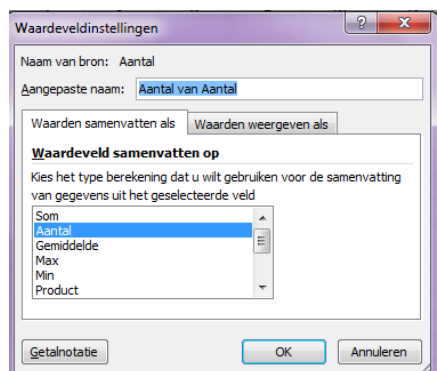 Waardeveldinstellingen
Naam van bron: Aantal
Aangepaste naam: Aantal van Aantal
Waarden samenvatten als Waarden weergeven als
Waardeveld samenvatten op
Kies het type berekening dat u wilt gebruiken voor de samenvatting
van gegevens uit het geselecteerde veld
Som
Aantal
Gemiddelde
Max
Min
Product
Getalnotatie OK Annuleren